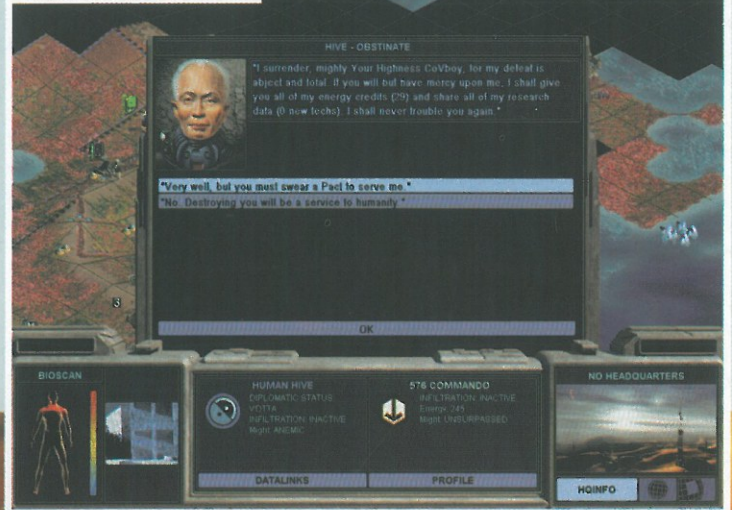 HIVE - OBSTINATE
"I surrender, mighty Your Highness CoVboy, for my defeat is
abject and total. If you will but have mercy upon me, I shall give
you all of my energy credits (29) and share all of my research
data (0 new techs). I shall never trouble you again."
"Very well, but you must swear a Pact to serve me."
"No. Destroying you will be a service to humanity."
3
OK
BIOSCAN
HUMAN HIVE
DIPLOMATIC STATUS:
INFILTRATION: INACTIVE
Might: ANEMIC
576 COMMANDO
INFILTRATION: INACTIVE
Energy: 245
Might: UNSURPASSED
DATALINKS
PROFILE
NO HEADQUARTERS
HQINFO